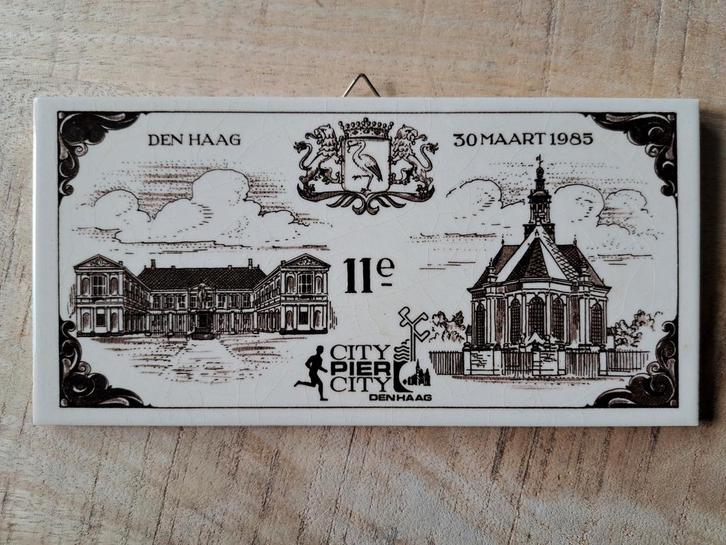 DEN HAAG
30 MAART 1985
11e
CITY
PIER
CITY
DEN HAAG